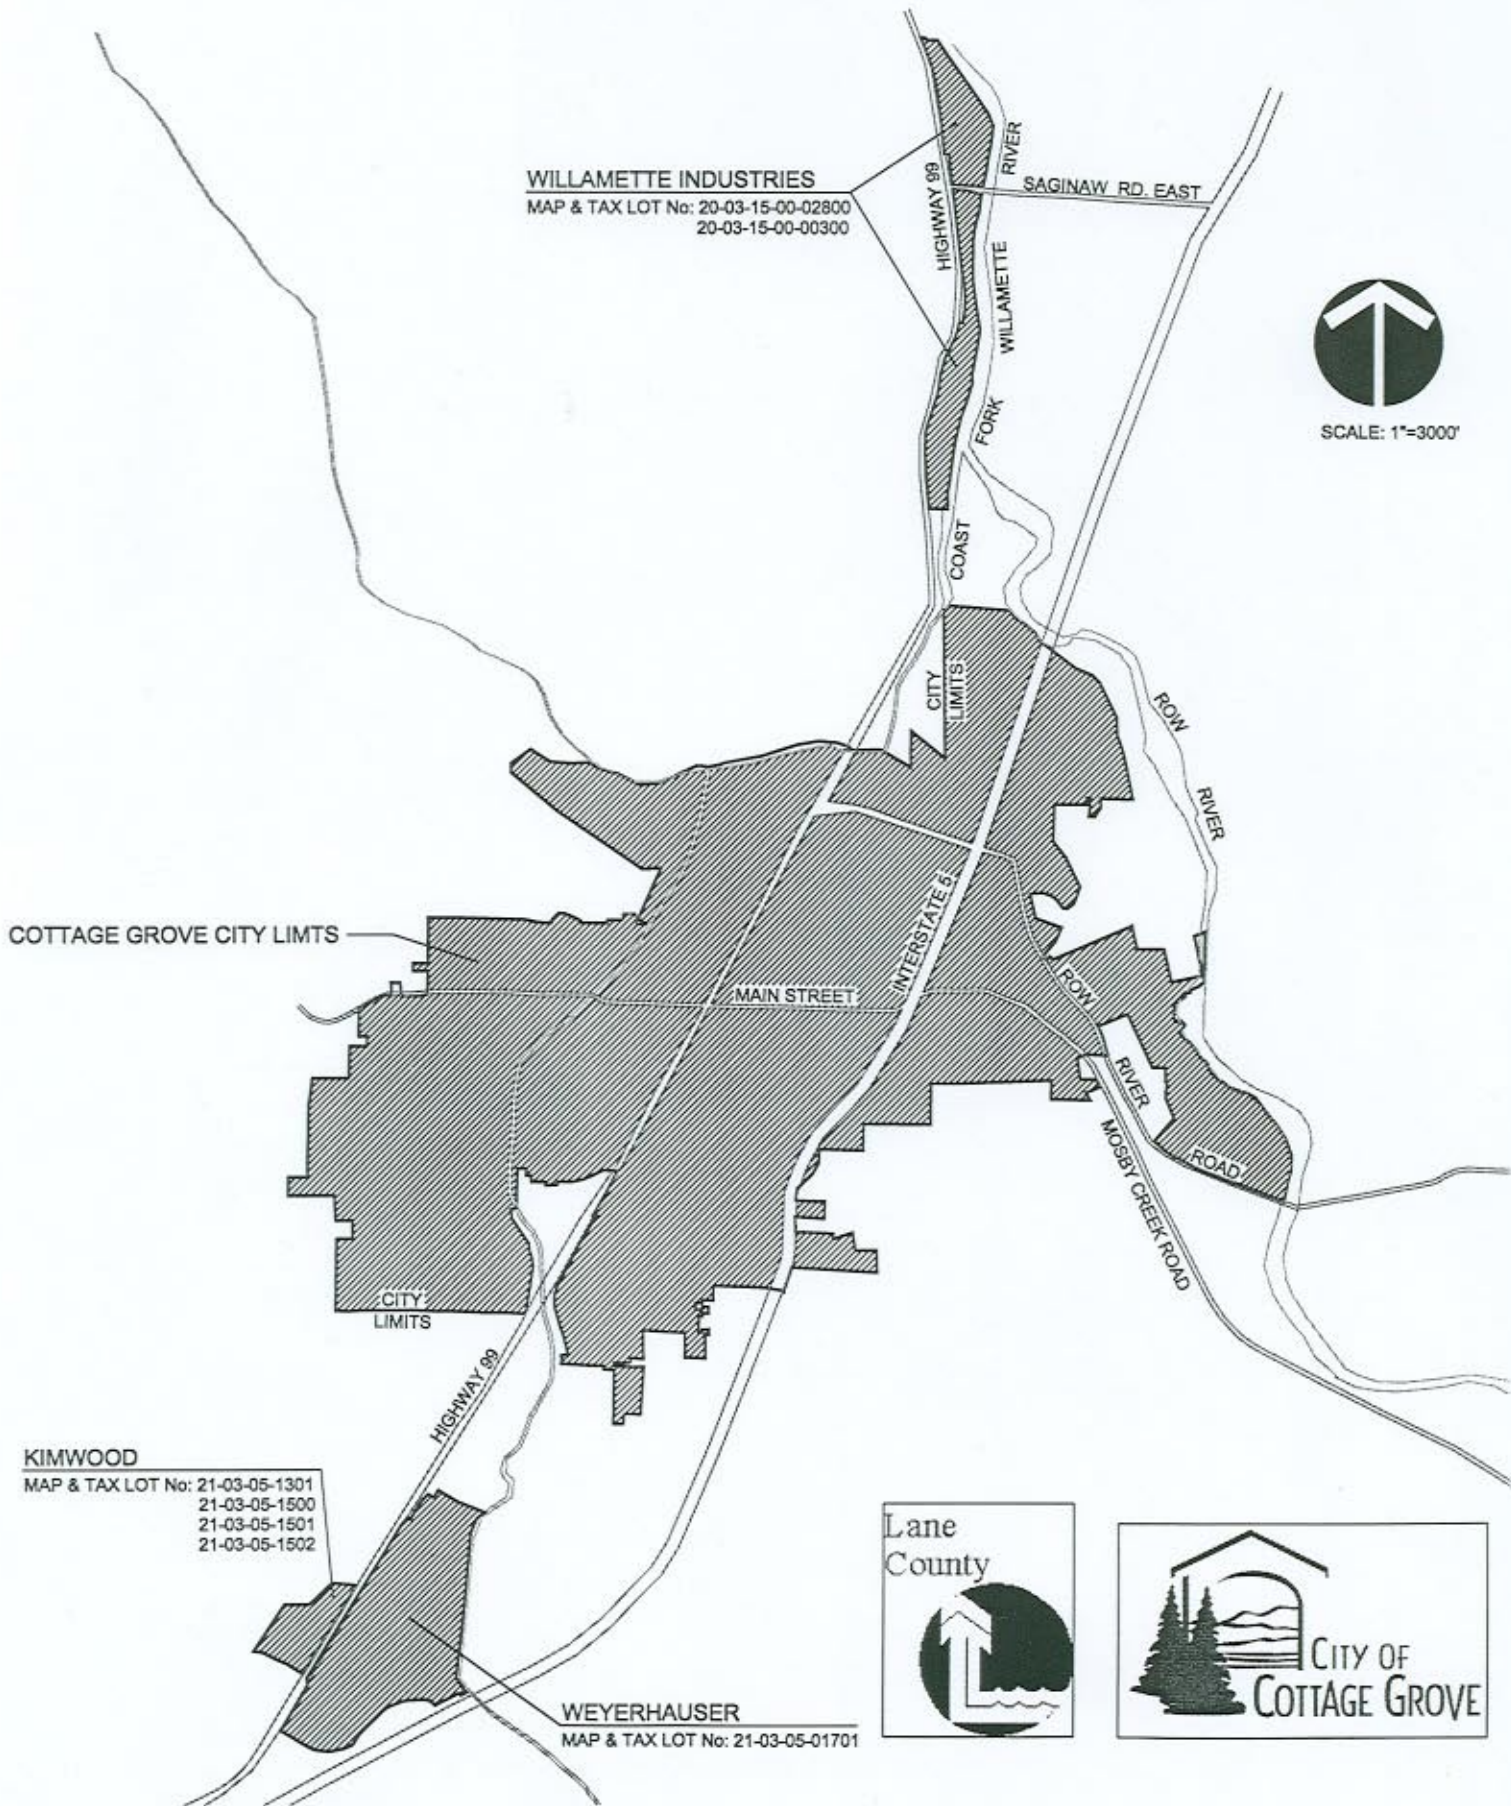 WILLAMETTE INDUSTRIES
MAP & TAX LOT No: 20-03-15-00-02800
20-03-15-00-00300
HIGHWAY 99
RIVER
SAGINAW RD. EAST
WILLAMETTE
FORK
COAST
SCALE: 1"=3000'
CITY
LIMITS
ROW
RIVER
COTTAGE GROVE CITY LIMTS
INTERSTATE 5
MAIN STREET
ROW
RIVER
ROAD
MOSBY CREEK ROAD
CITY
LIMITS
HIGHWAY 99
KIMWOOD
MAP & TAX LOT No: 21-03-05-1301
21-03-05-1500
21-03-05-1501
21-03-05-1502
WEYERHAUSER
MAP & TAX LOT No: 21-03-05-01701
Lane
County
CITY OF
COTTAGE GROVE